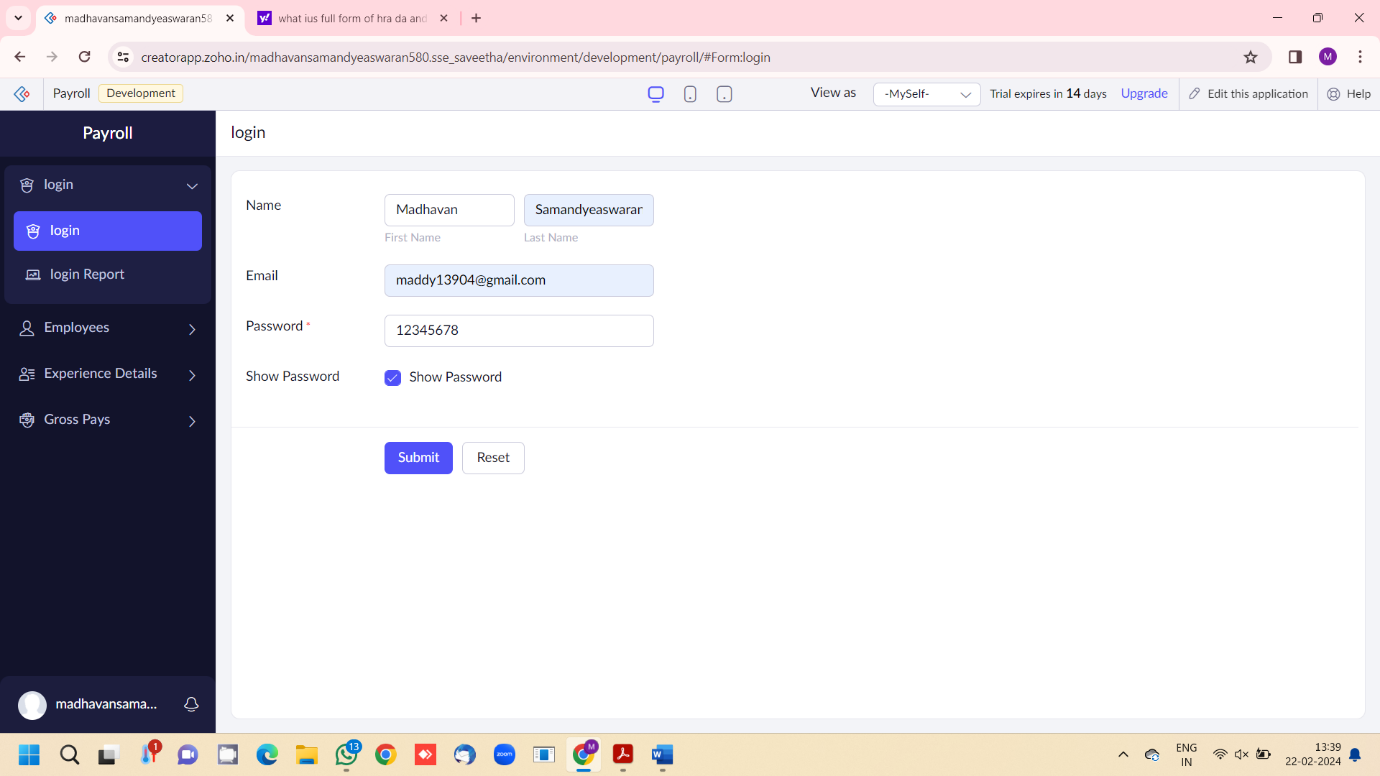 madhavansamandyeaswaran58
what ius full form of hra da and
creatorapp.zoho.in/madhavansamandyeaswaran580.sse_saveetha/environment/development/payroll/#Form:login
M
Payroll Development
View as -MySelf- Trial expires in 14 days Upgrade Edit this application Help
Payroll
login
login
login
login Report
Employees
Experience Details
Gross Pays
madhavansama...
Name Madhavan Samandyeaswarar
First Name Last Name
Email maddy13904@gmail.com
Password * 12345678
Show Password Show Password
Submit Reset
1
13
zoom
M
ENG
IN
13:39
22-02-2024